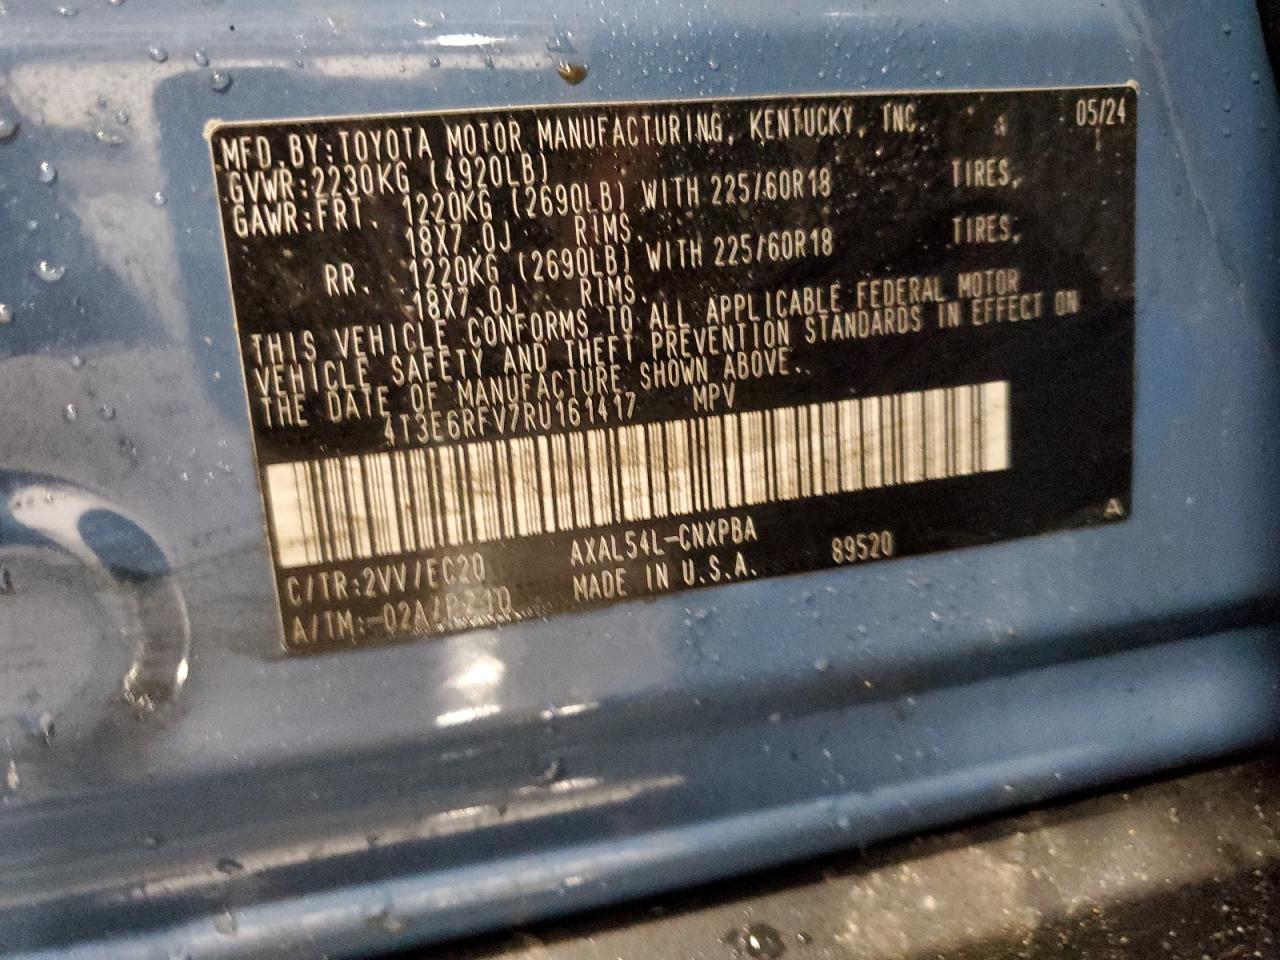 MFD.BY:TOYOTA MOTOR MANUFACTURING, KENTUCKY, INC. 05/24
GVWR:2230KG (4920LB)
GAWR:FRT. 1220KG (2690LB) WITH 225/60R18 TIRES,
18X7.0J RIMS.
RR. 1220KG (2690LB) WITH 225/60R18 TIRES,
18X7.0J RIMS.
THIS VEHICLE CONFORMS TO ALL APPLICABLE FEDERAL MOTOR
VEHICLE SAFETY AND THEFT PREVENTION STANDARDS IN EFFECT ON
THE DATE OF MANUFACTURE SHOWN ABOVE.
4T3E6RFV7RU161417 MPV
C/TR:2VV/EC20 AXAL54L-CNXPBA 89520 A
A/TM:-02A/P710 MADE IN U.S.A.